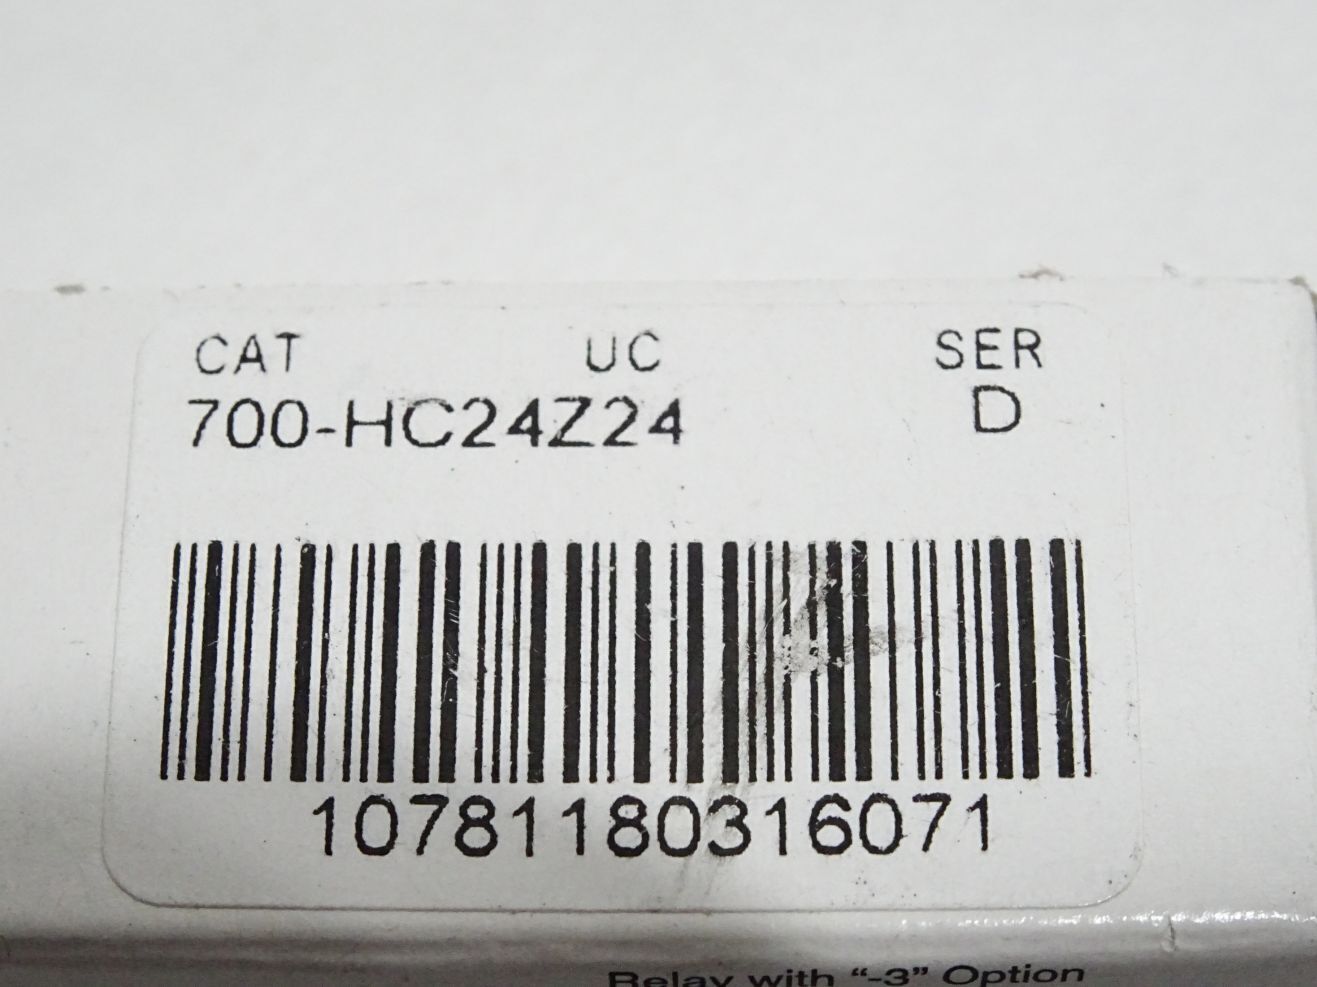 CAT UC SER
700-HC24Z24 D
10781180316071
Relay with “-3” Option